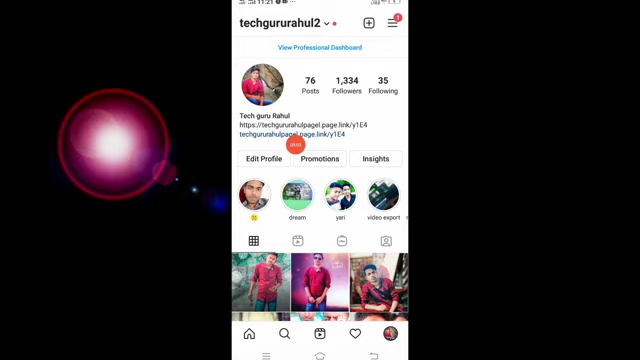 11:21
techgururahul2
1
View Professional Dashboard
76 1,334 35
Posts Followers Following
Tech guru Rahul
https://techgururahulpagel.page.link/y1E4
techgururahulpagel.page.link/y1E4
Edit Profile Promotions Insights
dream yari video export